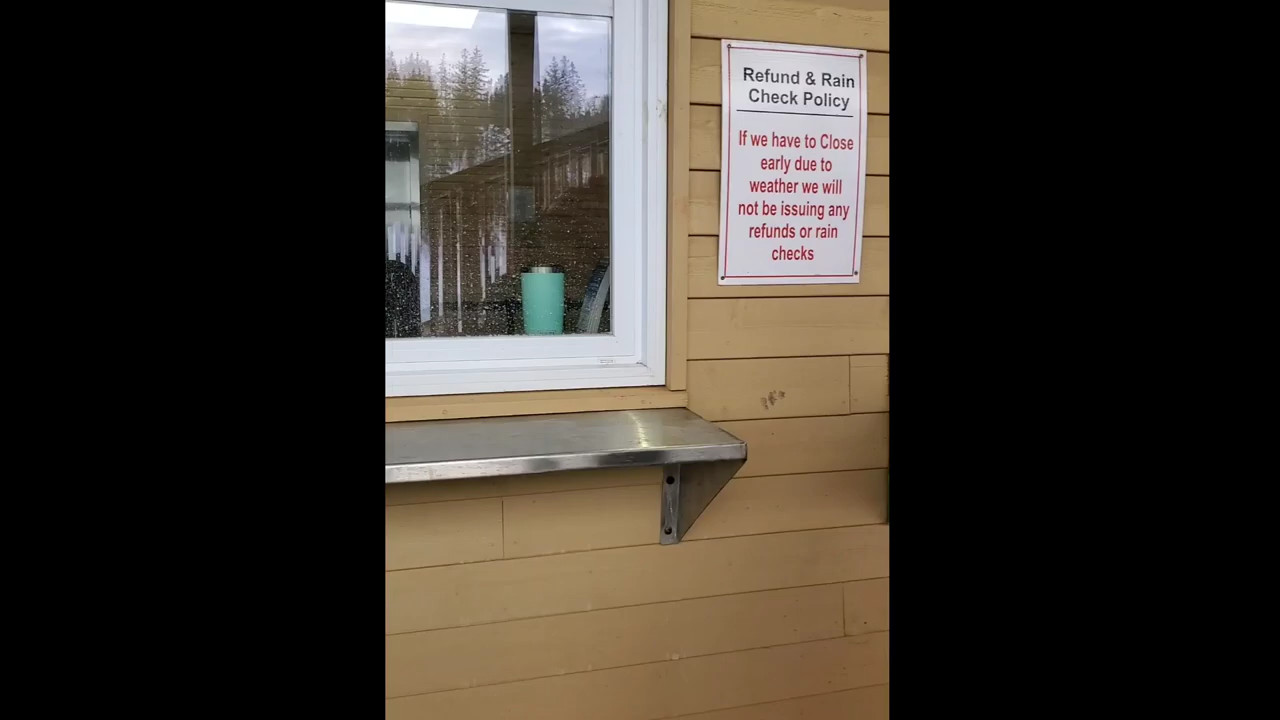 Refund & Rain
Check Policy
If we have to Close
early due to
weather we will
not be issuing any
refunds or rain
checks